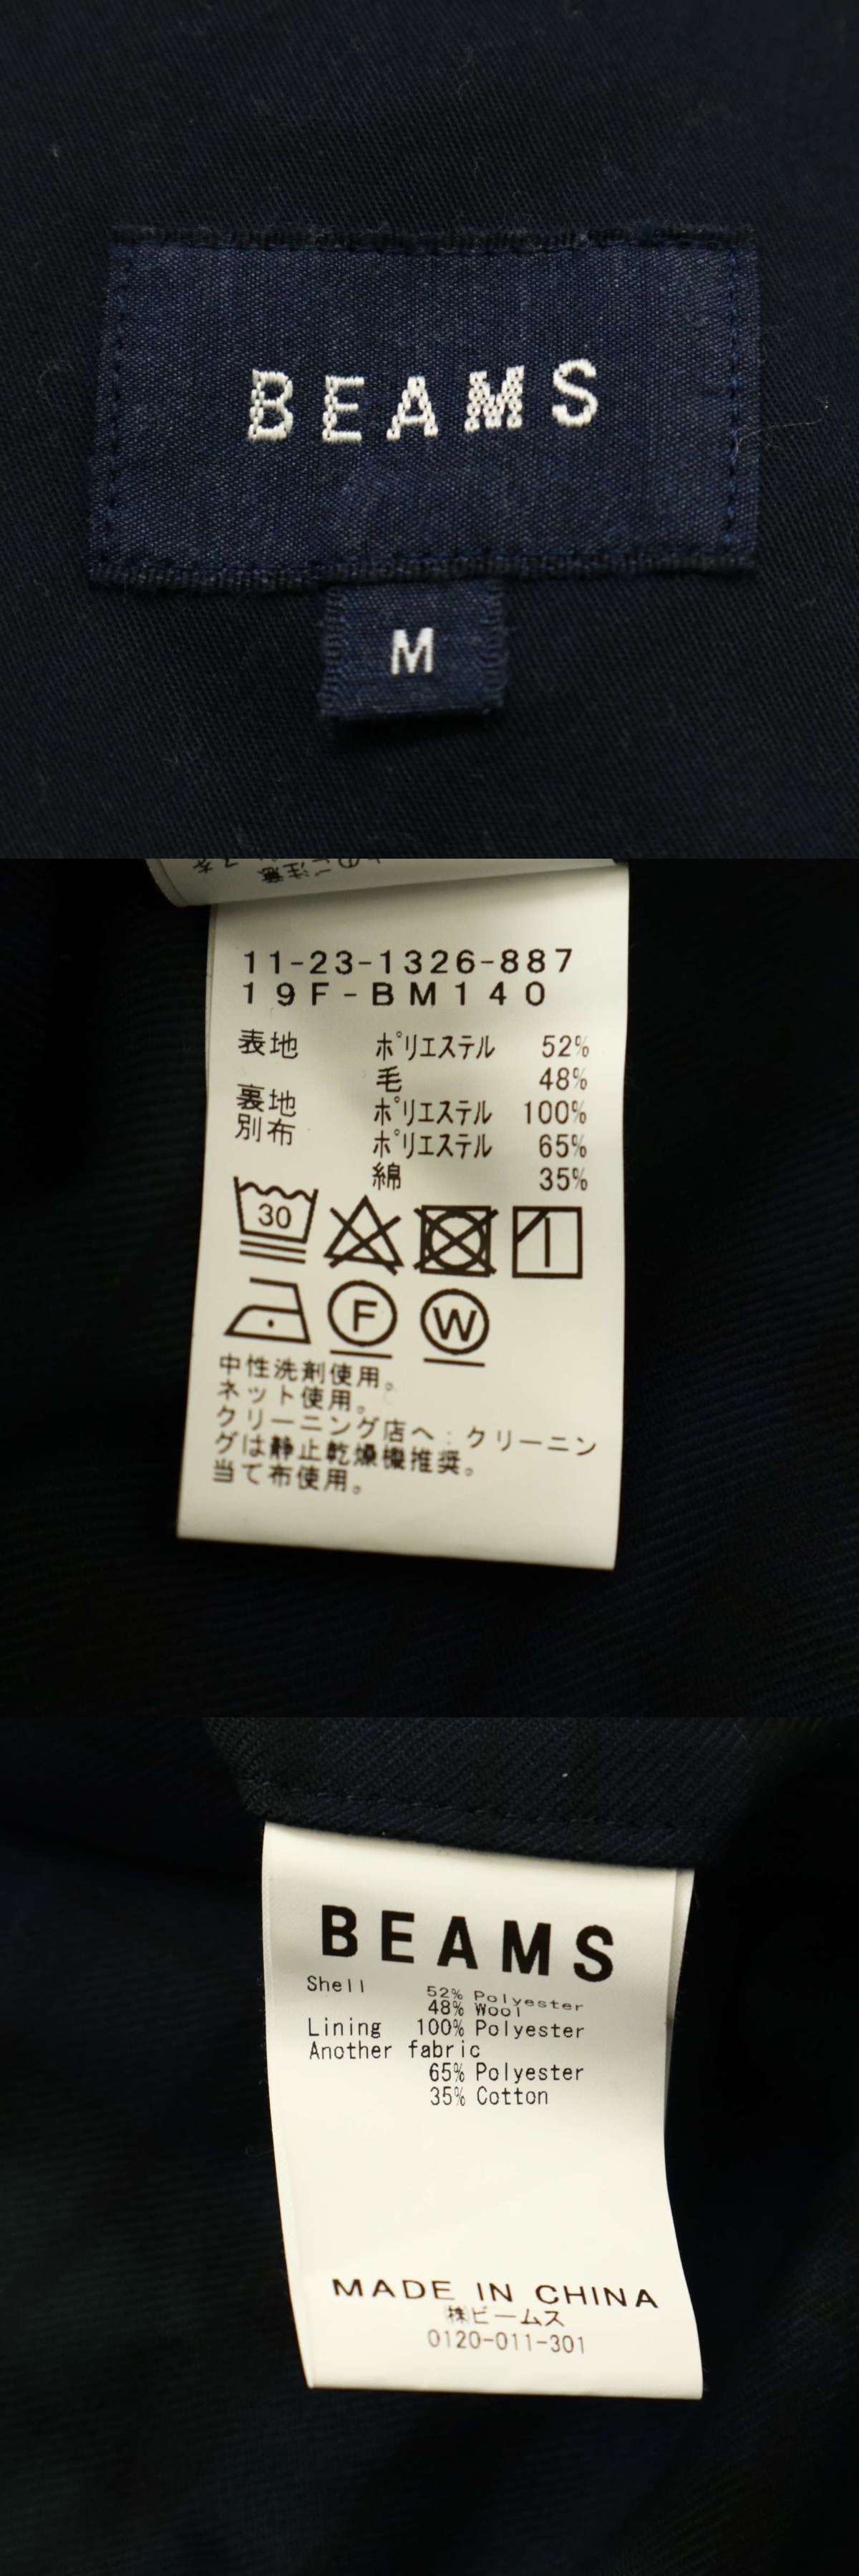 BEAMS
M
ご注意
11-23-1326-887
19F-BM140
表地 ポリエステル 52%
毛 48%
裏地 ポリエステル 100%
別布 ポリエステル 65%
綿 35%
30
F W
中性洗剤使用。
ネット使用。
クリーニング店へ:クリーニン
グは静止乾燥機推奨。
当て布使用。
BEAMS
Shell 52% Polyester
48% Wool
Lining 100% Polyester
Another fabric
65% Polyester
35% Cotton
MADE IN CHINA
㈱ビームス
0120-011-301